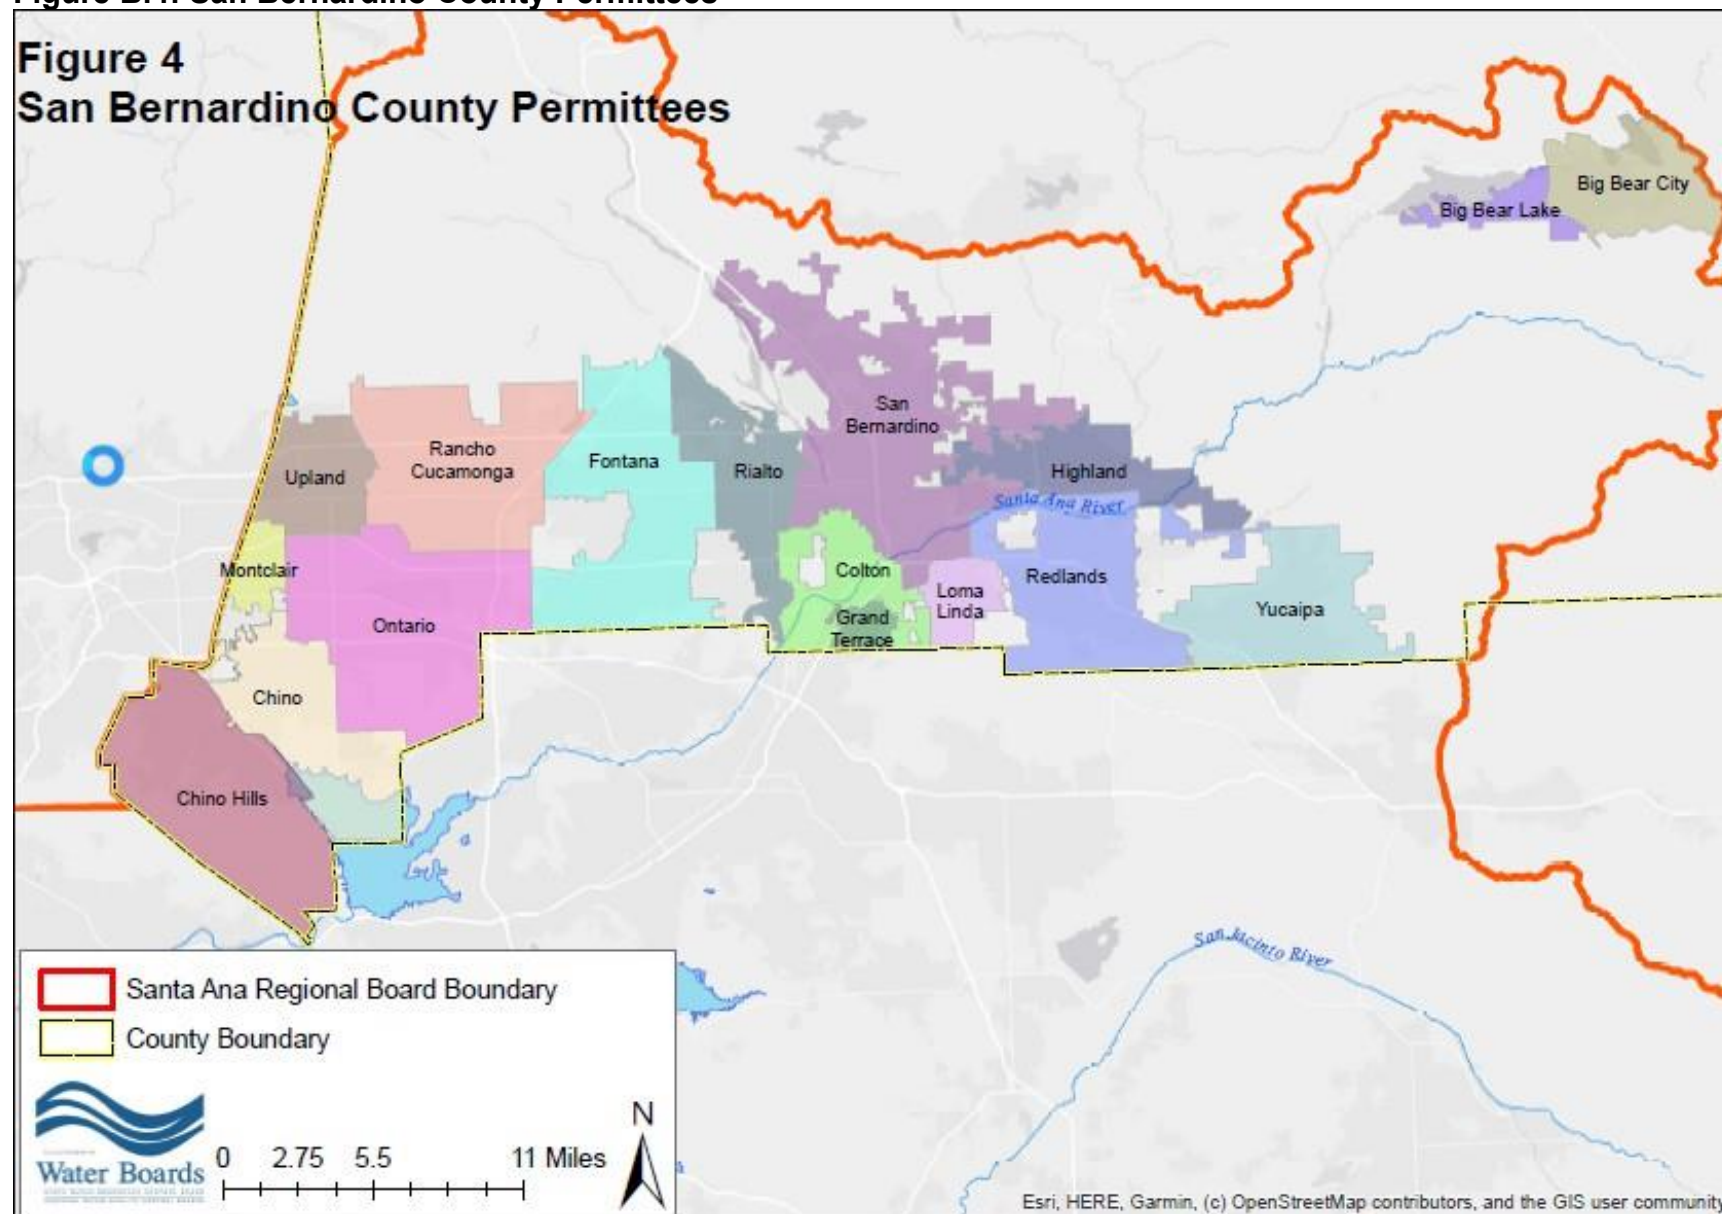 Figure 4
San Bernardino County Permittees
Big Bear City
Big Bear Lake
San
Bernardino
Rancho
Cucamonga
Fontana
Upland
Rialto
Highland
Santa Ana River
Montclair
Colton
Redlands
Loma
Linda
Grand
Terrace
Yucaipa
Ontario
Chino
Chino Hills
San Jacinto River
Santa Ana Regional Board Boundary
County Boundary
Water Boards
N
0 2.75 5.5 11 Miles
Esri, HERE, Garmin, (c) OpenStreetMap contributors, and the GIS user community